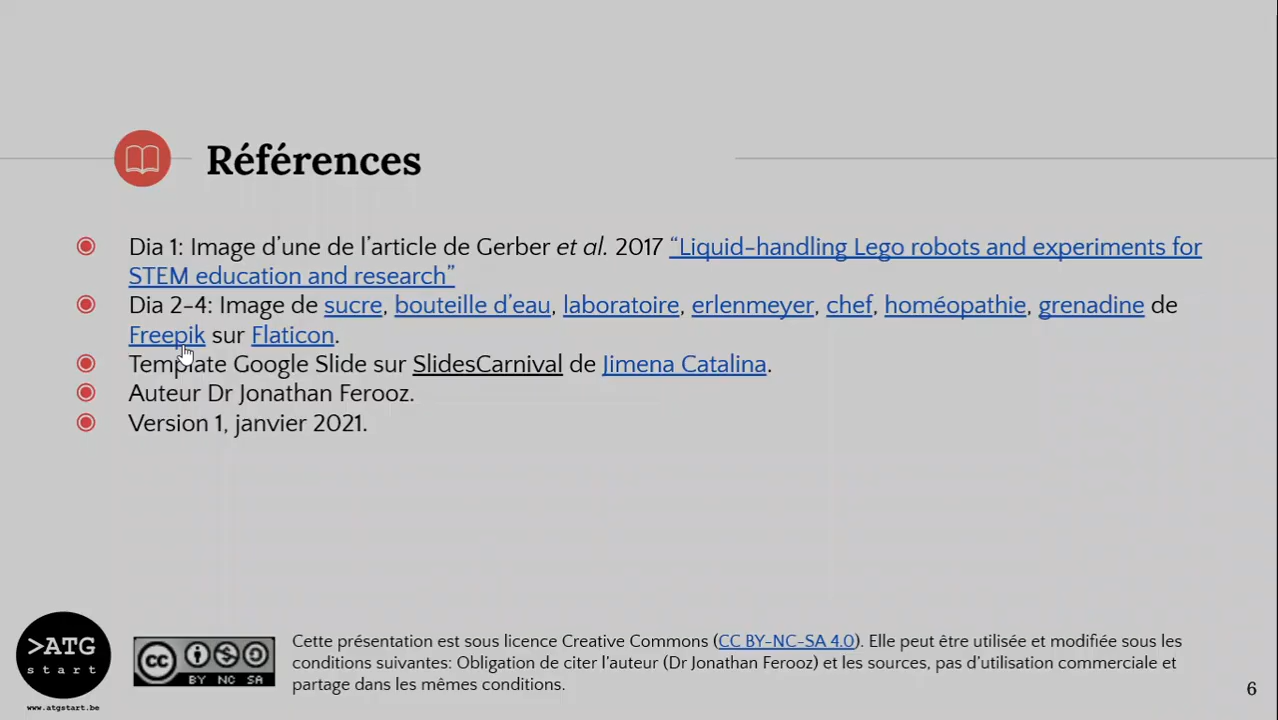 Références
Dia 1: Image d'une de l'article de Gerber et al. 2017 “Liquid-handling Lego robots and experiments for
STEM education and research”
Dia 2-4: Image de sucre, bouteille d'eau, laboratoire, erlenmeyer, chef, homéopathie, grenadine de
Freepik sur Flaticon.
Template Google Slide sur SlidesCarnival de Jimena Catalina.
Auteur Dr Jonathan Ferooz.
Version 1, janvier 2021.
>ATG
start
www.atgstart.be
cc
BY NC SA
Cette présentation est sous licence Creative Commons (CC BY-NC-SA 4.0). Elle peut être utilisée et modifiée sous les
conditions suivantes: Obligation de citer l'auteur (Dr Jonathan Ferooz) et les sources, pas d'utilisation commerciale et
partage dans les mêmes conditions.
6